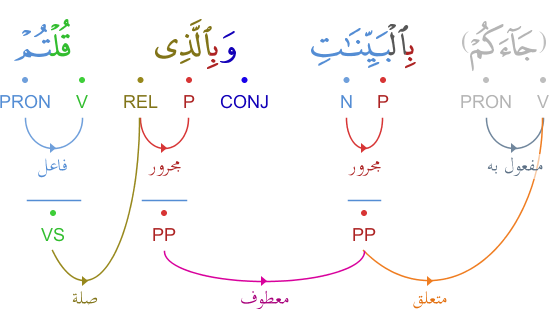 (جَآءَكُمْ) بِٱلْبَيِّنَـٰتِ وَبِٱلَّذِى قُلْتُمْ
V PRON P N CONJ P REL V PRON
مفعول به مجرور مجرور فاعل
PP PP VS
متعلق معطوف صلة